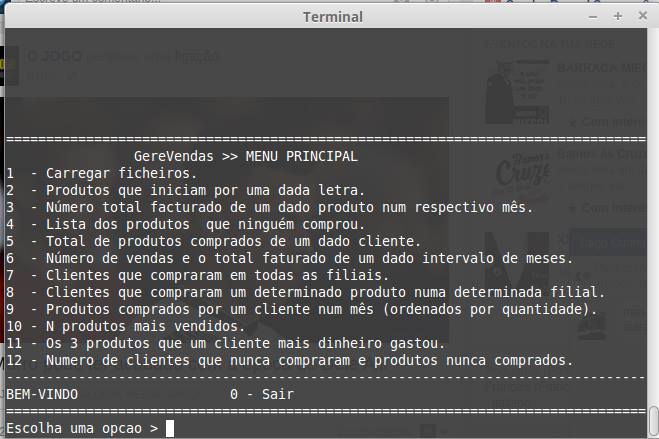 Terminal
GereVendas >> MENU PRINCIPAL
1  - Carregar ficheiros.
2  - Produtos que iniciam por uma dada letra.
3  - Número total facturado de um dado produto num respectivo mês.
4  - Lista dos produtos  que ninguém comprou.
5  - Total de produtos comprados de um dado cliente.
6  - Número de vendas e o total faturado de um dado intervalo de meses.
7  - Clientes que compraram em todas as filiais.
8  - Clientes que compraram um determinado produto numa determinada filial.
9  - Produtos comprados por um cliente num mês (ordenados por quantidade).
10 - N produtos mais vendidos.
11 - Os 3 produtos que um cliente mais dinheiro gastou.
12 - Numero de clientes que nunca compraram e produtos nunca comprados.
BEM-VINDO                   0 - Sair
Escolha uma opcao >
O JOGO
ligação
BARRACA
Cruze